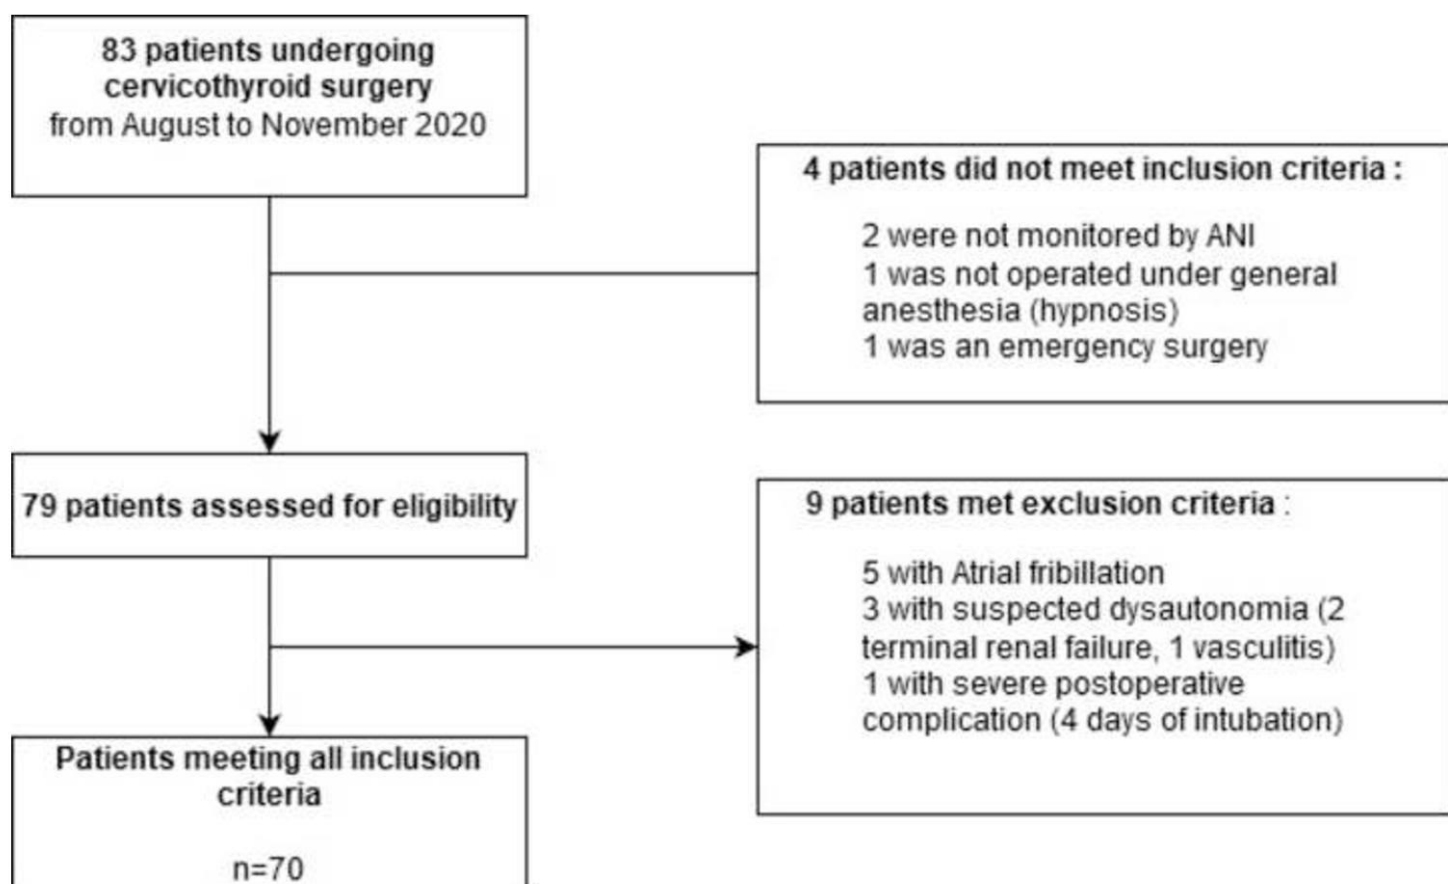 83 patients undergoing
cervicothyroid surgery
from August to November 2020
4 patients did not meet inclusion criteria :
2 were not monitored by ANI
1 was not operated under general
anesthesia (hypnosis)
1 was an emergency surgery
79 patients assessed for eligibility
9 patients met exclusion criteria :
5 with Atrial fribillation
3 with suspected dysautonomia (2
terminal renal failure, 1 vasculitis)
1 with severe postoperative
complication (4 days of intubation)
Patients meeting all inclusion
criteria
n=70